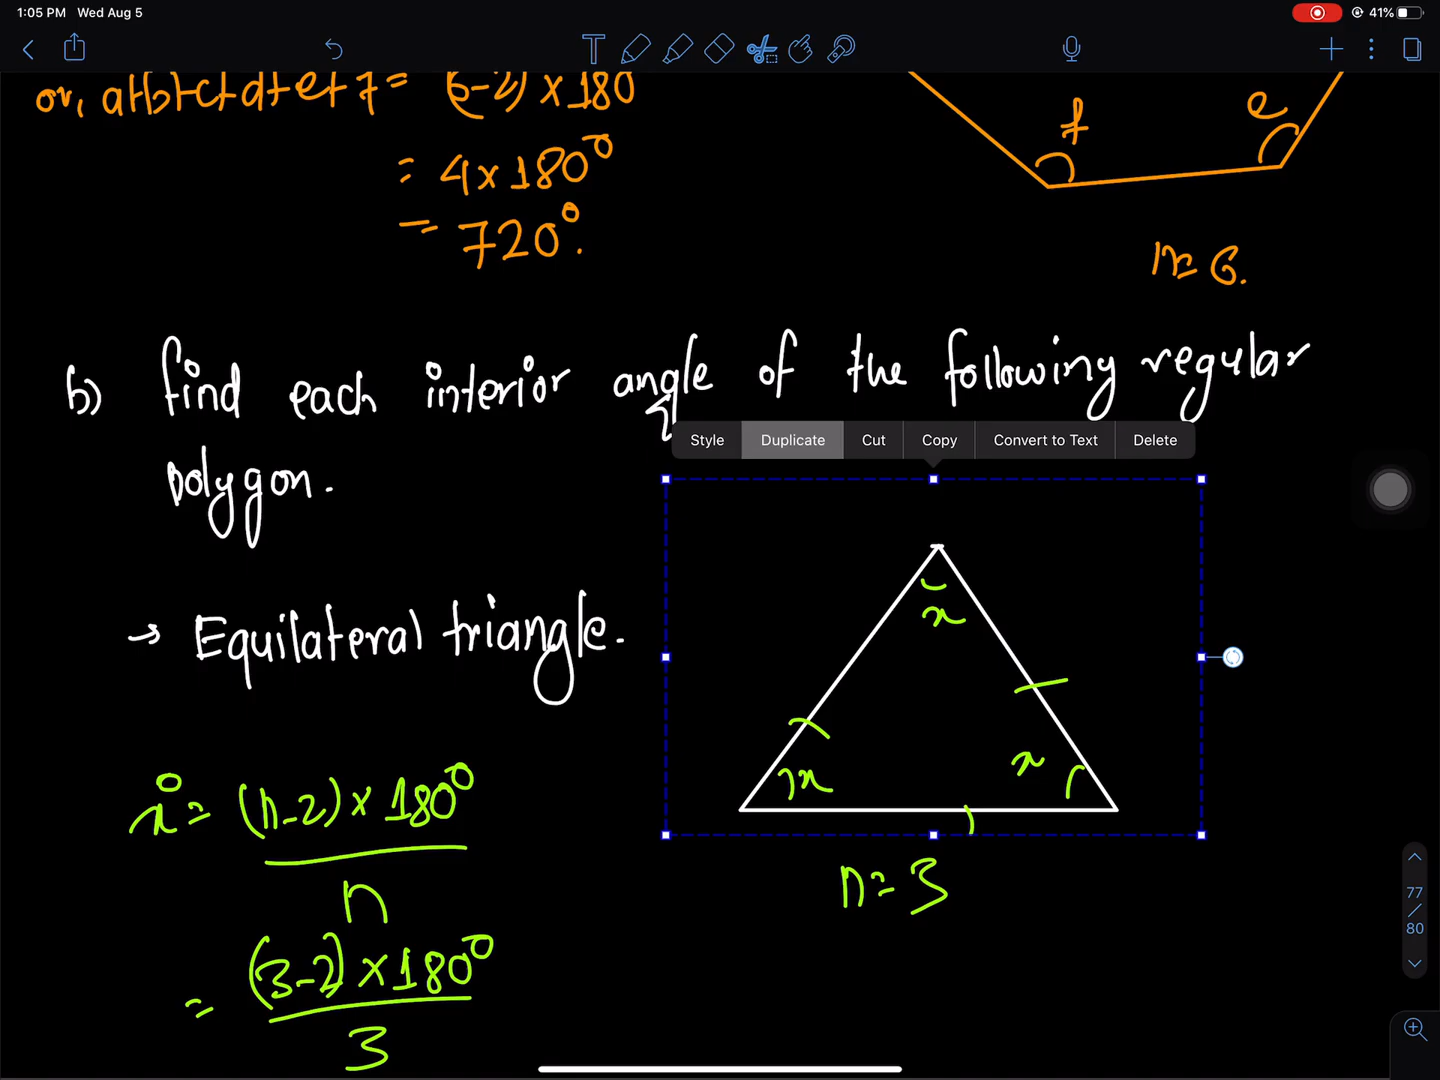 1:05 PM Wed Aug 5
41%
or, a+b+c+d+e+f = (6-2) × 180
= 4 × 180°
= 720°.
f
e
n = 6.
b) find each interior angle of the following regular
polygon.
Style Duplicate Cut Copy Convert to Text Delete
→ Equilateral triangle.
x
x
x
n = 3
x° = (n-2) × 180°
n
= (3-2) × 180°
3
77
/
80